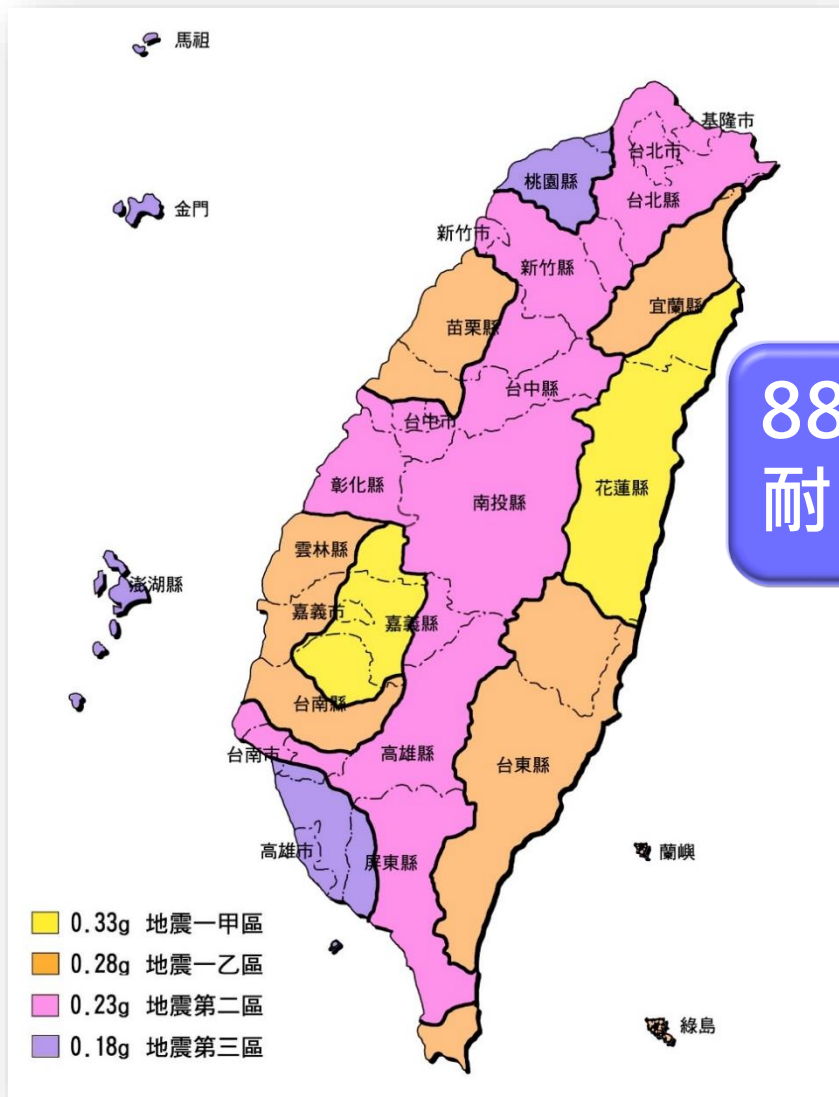 馬祖
基隆市
台北市
桃園縣
台北縣
金門
新竹市
新竹縣
宜蘭縣
苗栗縣
88
耐
台中縣
台中市
彰化縣
花蓮縣
南投縣
雲林縣
澎湖縣
嘉義市
嘉義縣
台南縣
台南市
高雄縣
台東縣
高雄市
屏東縣
蘭嶼
0.33g 地震一甲區
0.28g 地震一乙區
0.23g 地震第二區
0.18g 地震第三區
綠島